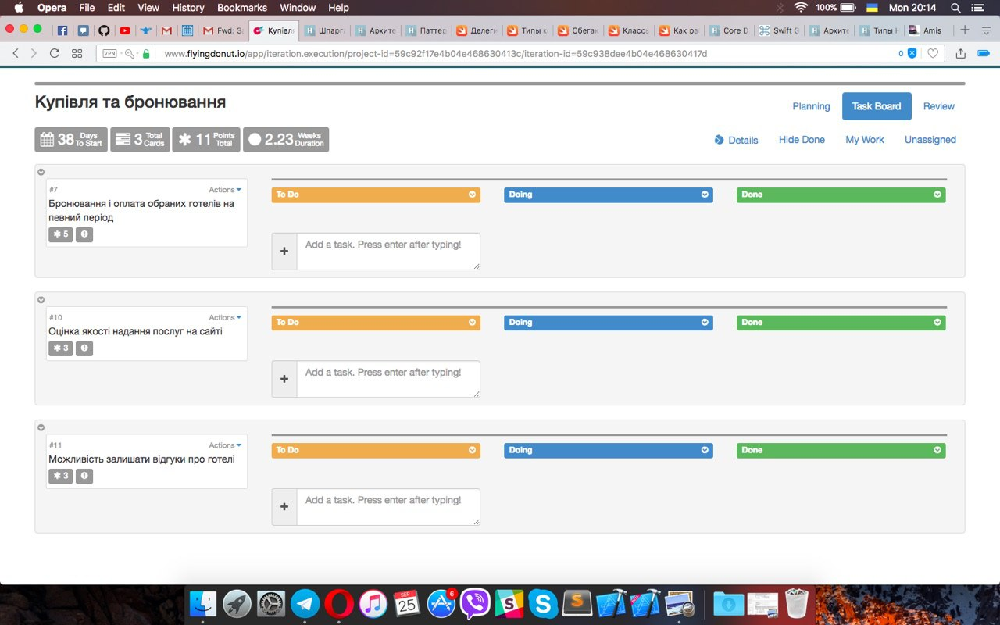 Opera File Edit View History Bookmarks Window Help 100% Mon 20:14
Fwd: За Купівля Шпарга Архите Паттер Делеги Типы к Сбегак Классь Как ра Core D Swift G Архите Типы Н Amis
VPN www.flyingdonut.io/app/iteration.execution/project-id=59c92f17e4b04e468630413c/iteration-id=59c938dee4b04e468630417d 0
Купівля та бронювання
Planning Task Board Review
38 Days To Start 3 Total Cards 11 Points Total 2.23 Weeks Duration
Details Hide Done My Work Unassigned
#7 Actions
Бронювання і оплата обраних готелів на
певний період
5
To Do Doing Done
Add a task. Press enter after typing!
#10 Actions
Оцінка якості надання послуг на сайті
3
To Do Doing Done
Add a task. Press enter after typing!
#11 Actions
Можливість залишати відгуки про готелі
3
To Do Doing Done
Add a task. Press enter after typing!
SEP
25
6